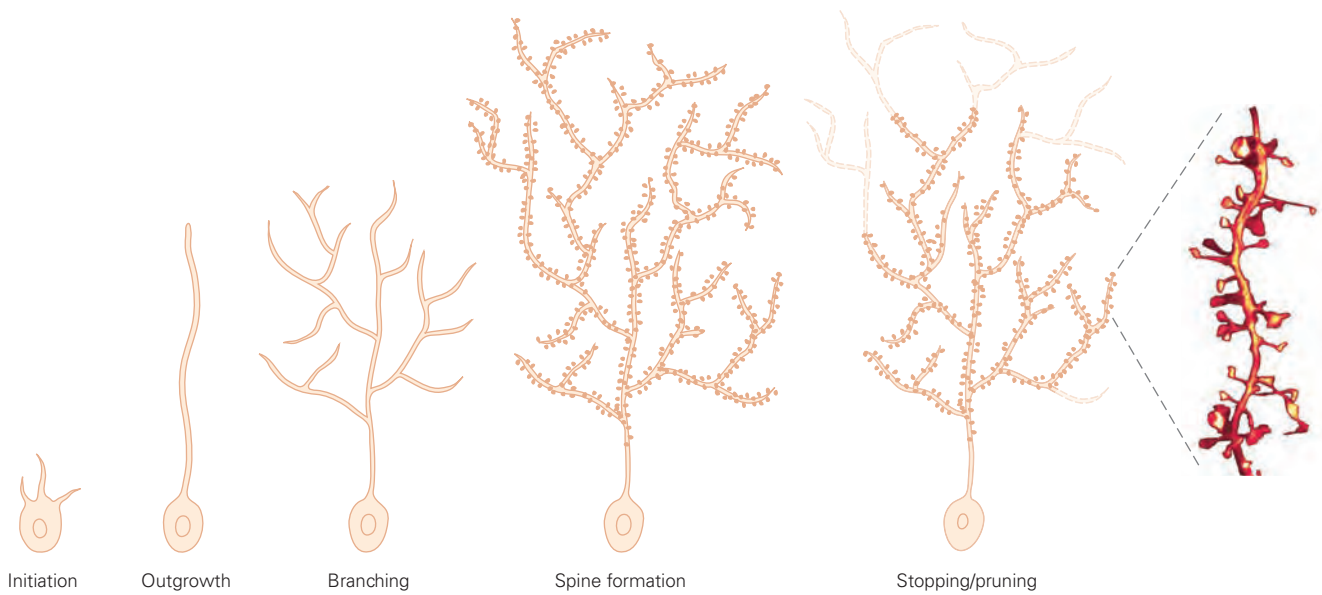 Initiation
Outgrowth
Branching
Spine formation
Stopping/pruning